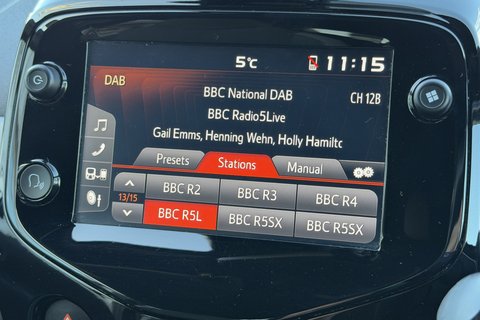 5°C 11:15
DAB
BBC National DAB CH 12B
BBC Radio5Live
Gail Emms, Henning Wehn, Holly Hamiltc
Presets Stations Manual
13/15
BBC R2 BBC R3 BBC R4
BBC R5L BBC R5SX BBC R5SX